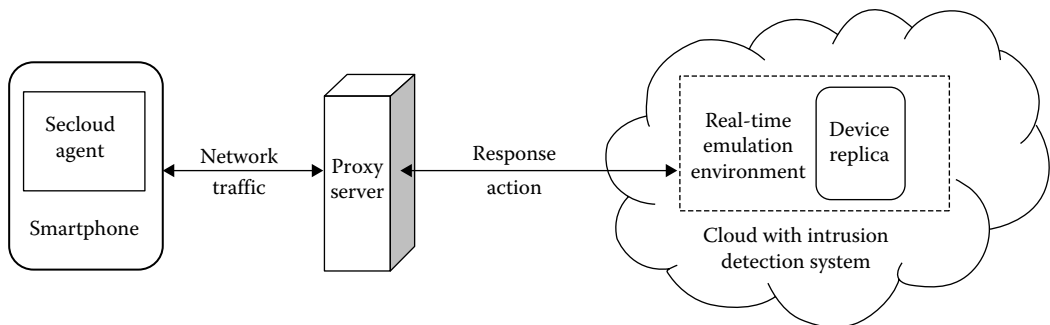 Secloud
agent
Smartphone
Network
traffic
Proxy
server
Response
action
Real-time
emulation
environment
Device
replica
Cloud with intrusion
detection system